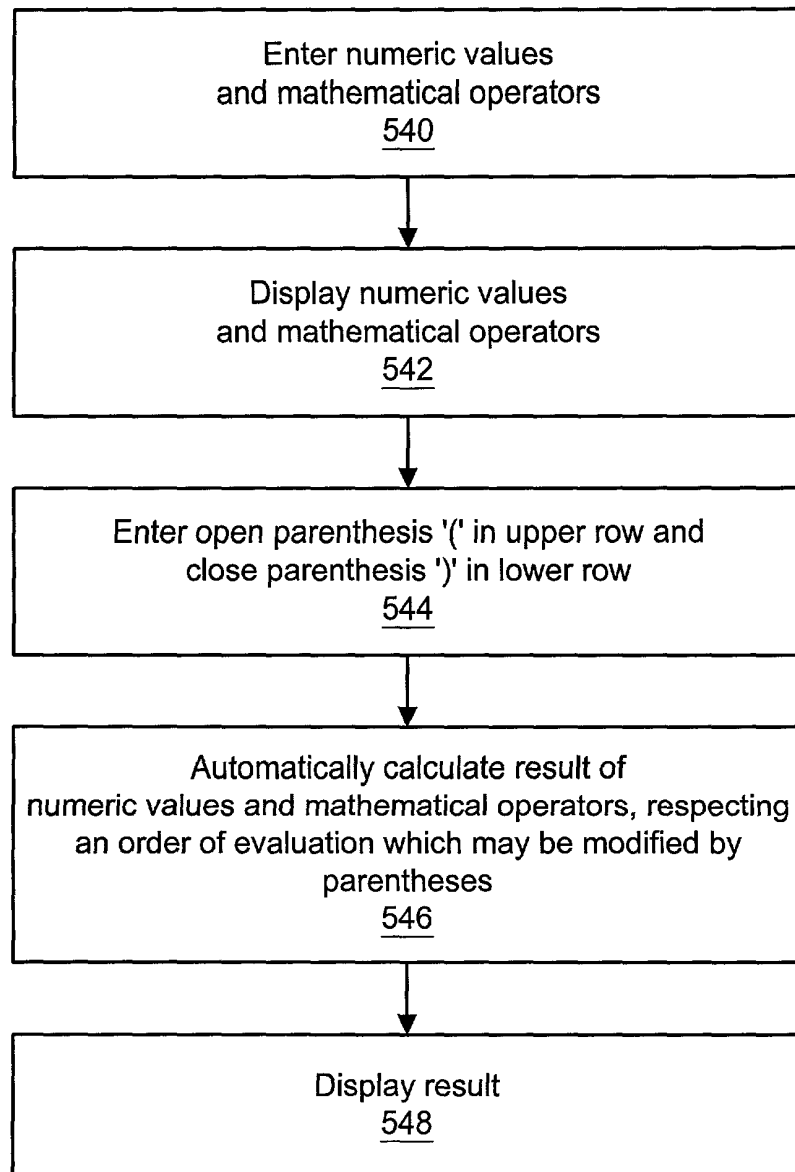 Enter numeric values
and mathematical operators
540
Display numeric values
and mathematical operators
542
Enter open parenthesis '(' in upper row and
close parenthesis ')' in lower row
544
Automatically calculate result of
numeric values and mathematical operators, respecting
an order of evaluation which may be modified by
parentheses
546
Display result
548